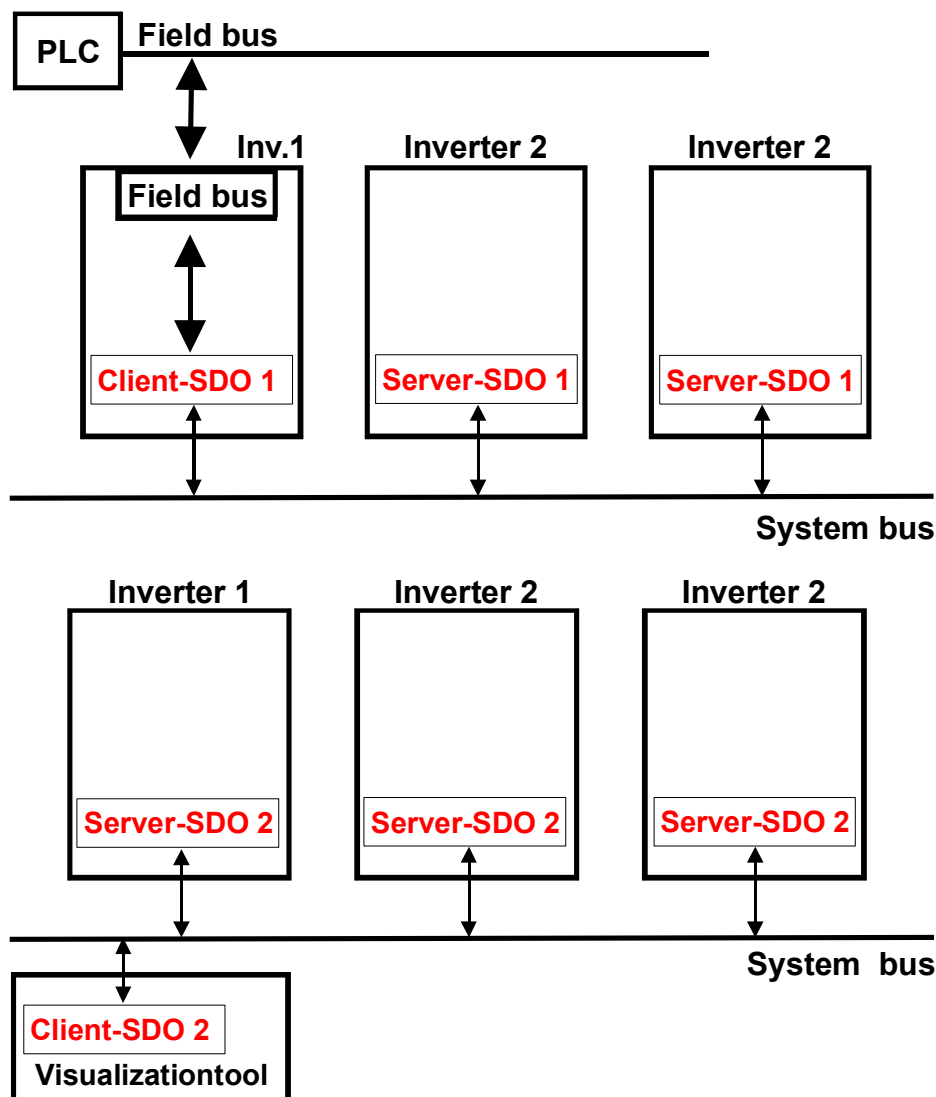 PLC
Field bus
Inv.1
Inverter 2
Inverter 2
Field bus
Client-SDO 1
Server-SDO 1
Server-SDO 1
System bus
Inverter 1
Inverter 2
Inverter 2
Server-SDO 2
Server-SDO 2
Server-SDO 2
System bus
Client-SDO 2
Visualizationtool